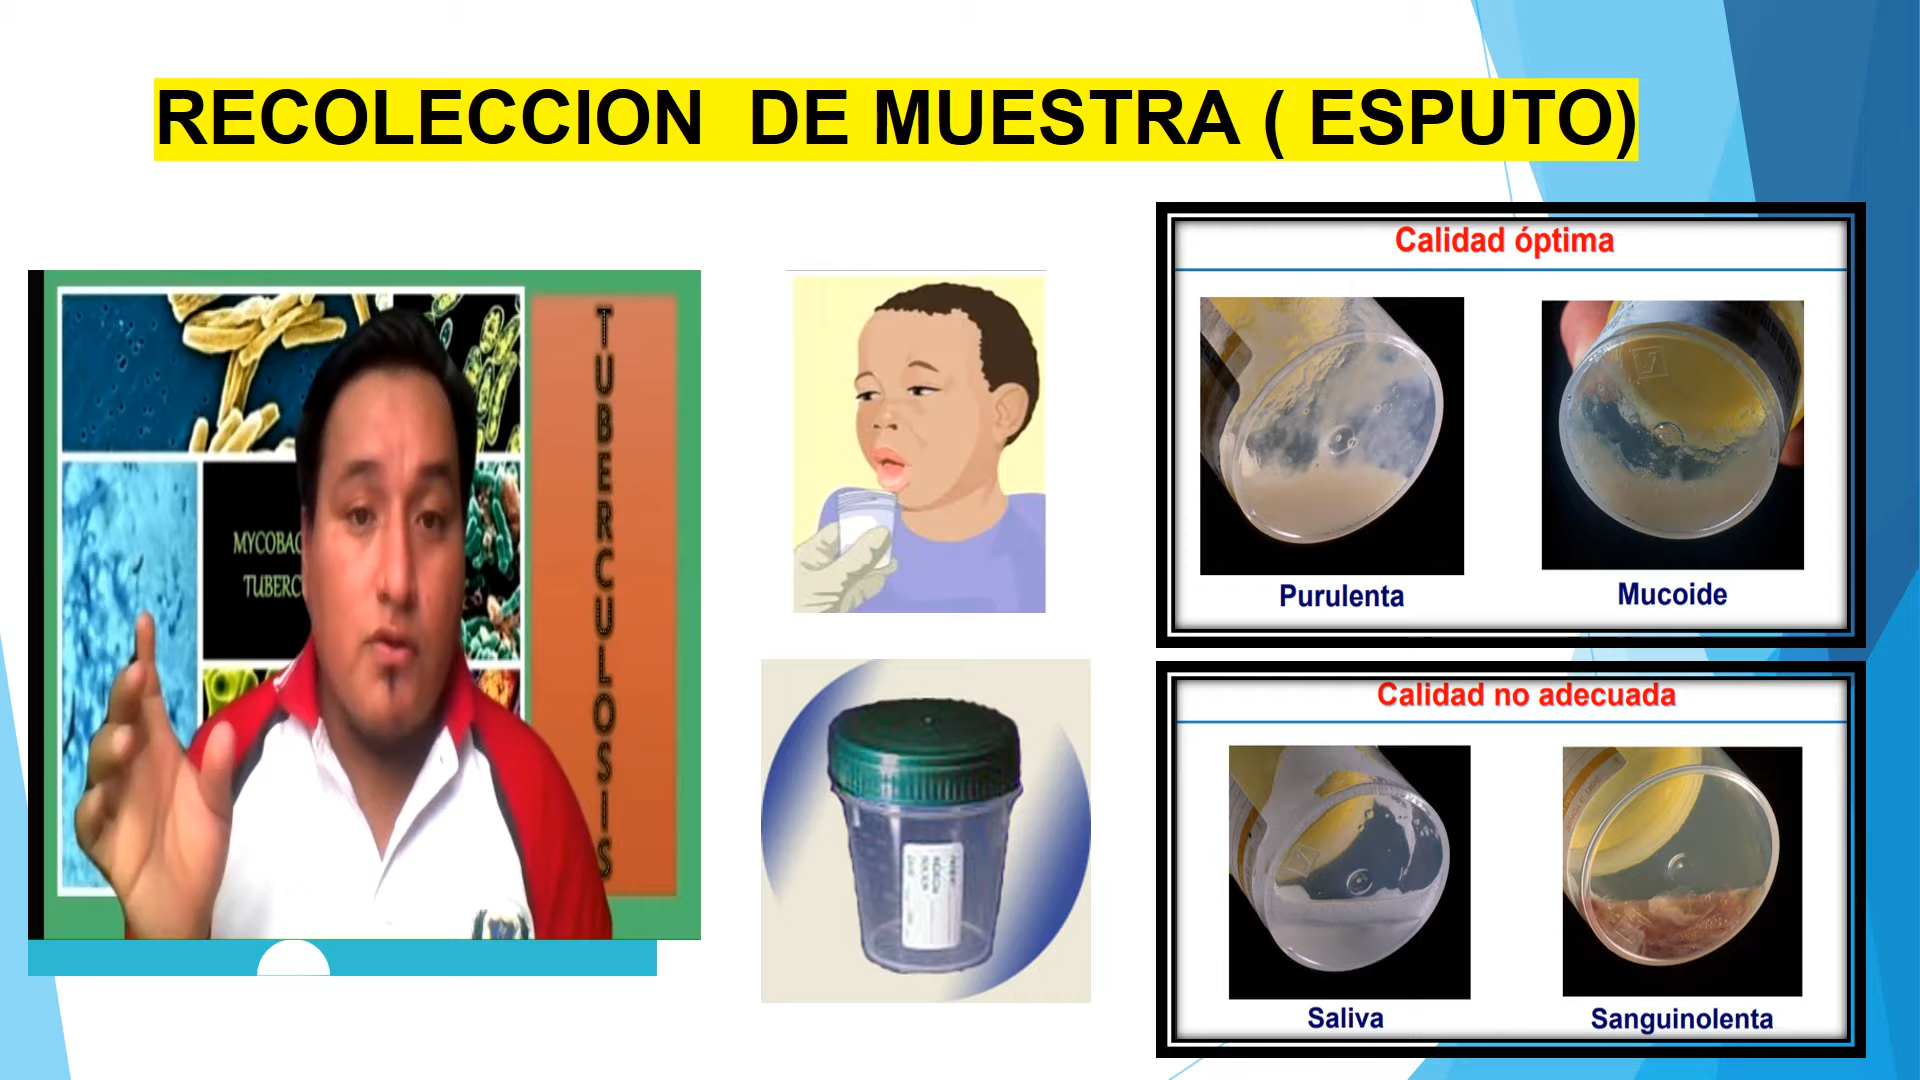 RECOLECCION DE MUESTRA ( ESPUTO)
MYCOBAC
TUBERC
TUBERCULOSIS
Calidad óptima
Purulenta
Mucoide
Calidad no adecuada
Saliva
Sanguinolenta